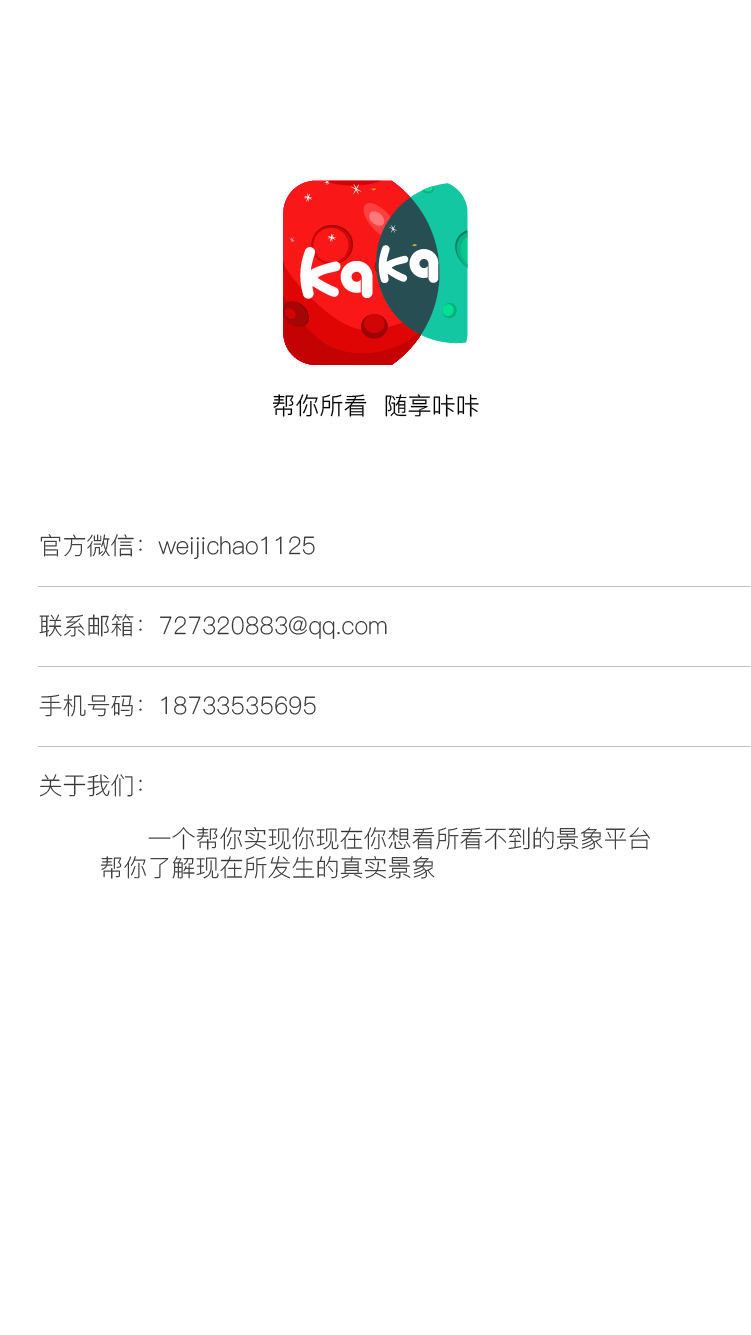 kaka
帮你所看 随享咔咔
官方微信：weijichao1125
联系邮箱：727320883@qq.com
手机号码：18733535695
关于我们：
一个帮你实现你现在你想看所看不到的景象平台
帮你了解现在所发生的真实景象